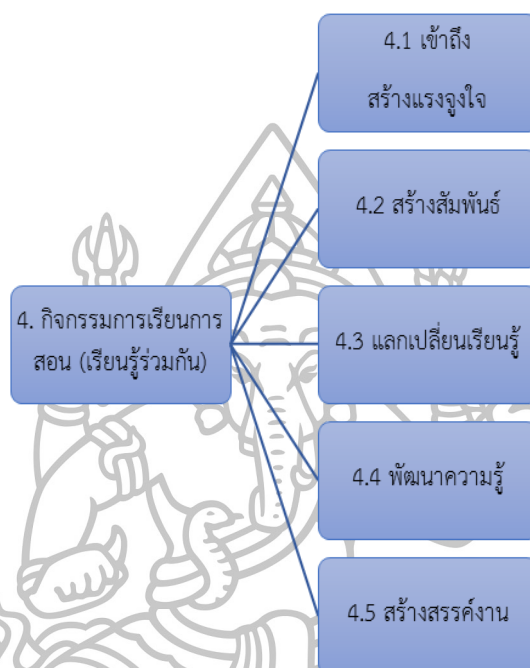 4. กิจกรรมการเรียนการ
สอน (เรียนรู้ร่วมกัน)
4.1 เข้าถึง
สร้างแรงจูงใจ
4.2 สร้างสัมพันธ์
4.3 แลกเปลี่ยนเรียนรู้
4.4 พัฒนาความรู้
4.5 สร้างสรรค์งาน